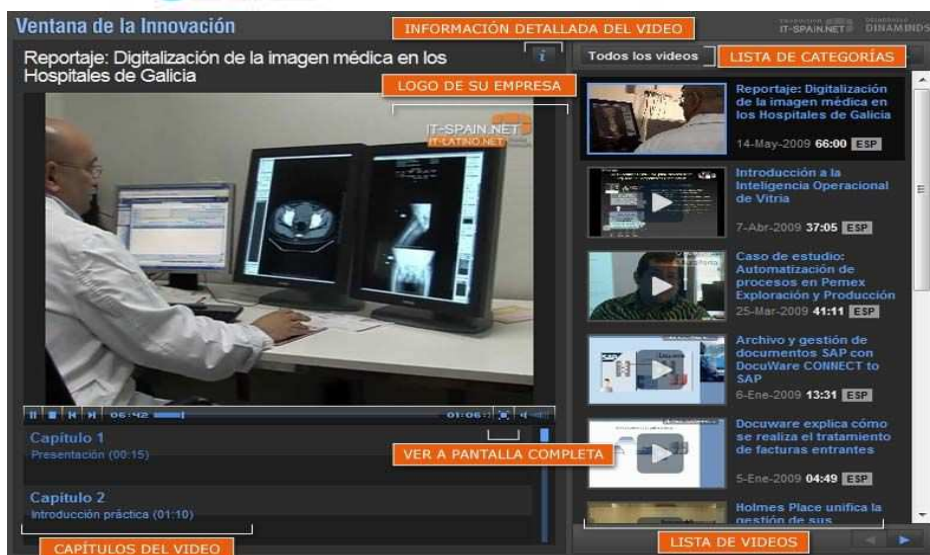 Ventana de la Innovación
INFORMACIÓN DETALLADA DEL VIDEO
IT-SPAIN.NET
DINAMINDS
Reportaje: Digitalización de la imagen médica en los
Hospitales de Galicia
i
LOGO DE SU EMPRESA
IT-SPAIN.NET
IT-LATINO.NET
06:42
01:06:
Capítulo 1
Presentación (00:15)
VER A PANTALLA COMPLETA
Capítulo 2
Introducción práctica (01:10)
CAPÍTULOS DEL VIDEO
Todos los videos
LISTA DE CATEGORÍAS
Reportaje: Digitalización
de la imagen médica en
los Hospitales de Galicia
14-May-2009 66:00 ESP
Introducción a la
Inteligencia Operacional
de Vitria
7-Abr-2009 37:05 ESP
Caso de estudio:
Automatización de
procesos en Pemex
Exploración y Producción
25-Mar-2009 41:11 ESP
SAP
Archivo y gestión de
documentos SAP con
DocuWare CONNECT to
SAP
6-Ene-2009 13:31 ESP
Docuware explica cómo
se realiza el tratamiento
de facturas entrantes
5-Ene-2009 04:49 ESP
Holmes Place unifica la
gestión de sus
LISTA DE VIDEOS